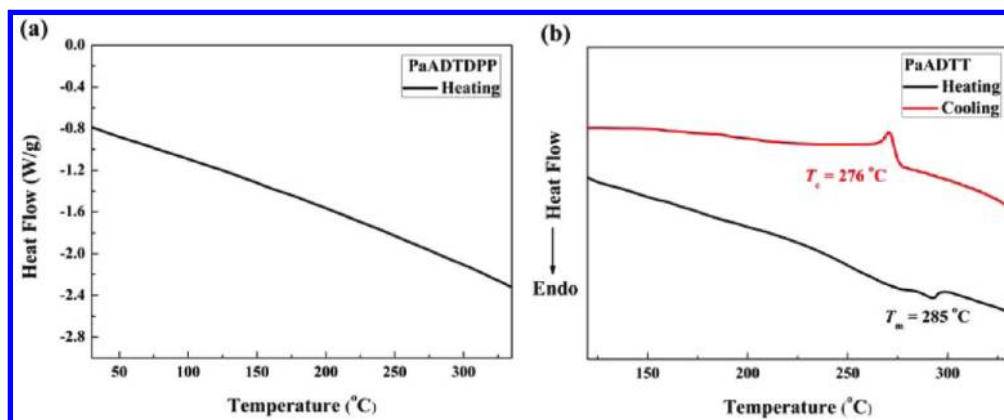 (a)
PaADTDPP
Heating
Heat Flow (W/g)
0.0
-0.4
-0.8
-1.2
-1.6
-2.0
-2.4
-2.8
50 100 150 200 250 300
Temperature (°C)
(b)
PaADTT
Heating
Cooling
Heat Flow
Endo
Tc = 276 °C
Tm = 285 °C
150 200 250 300
Temperature (°C)